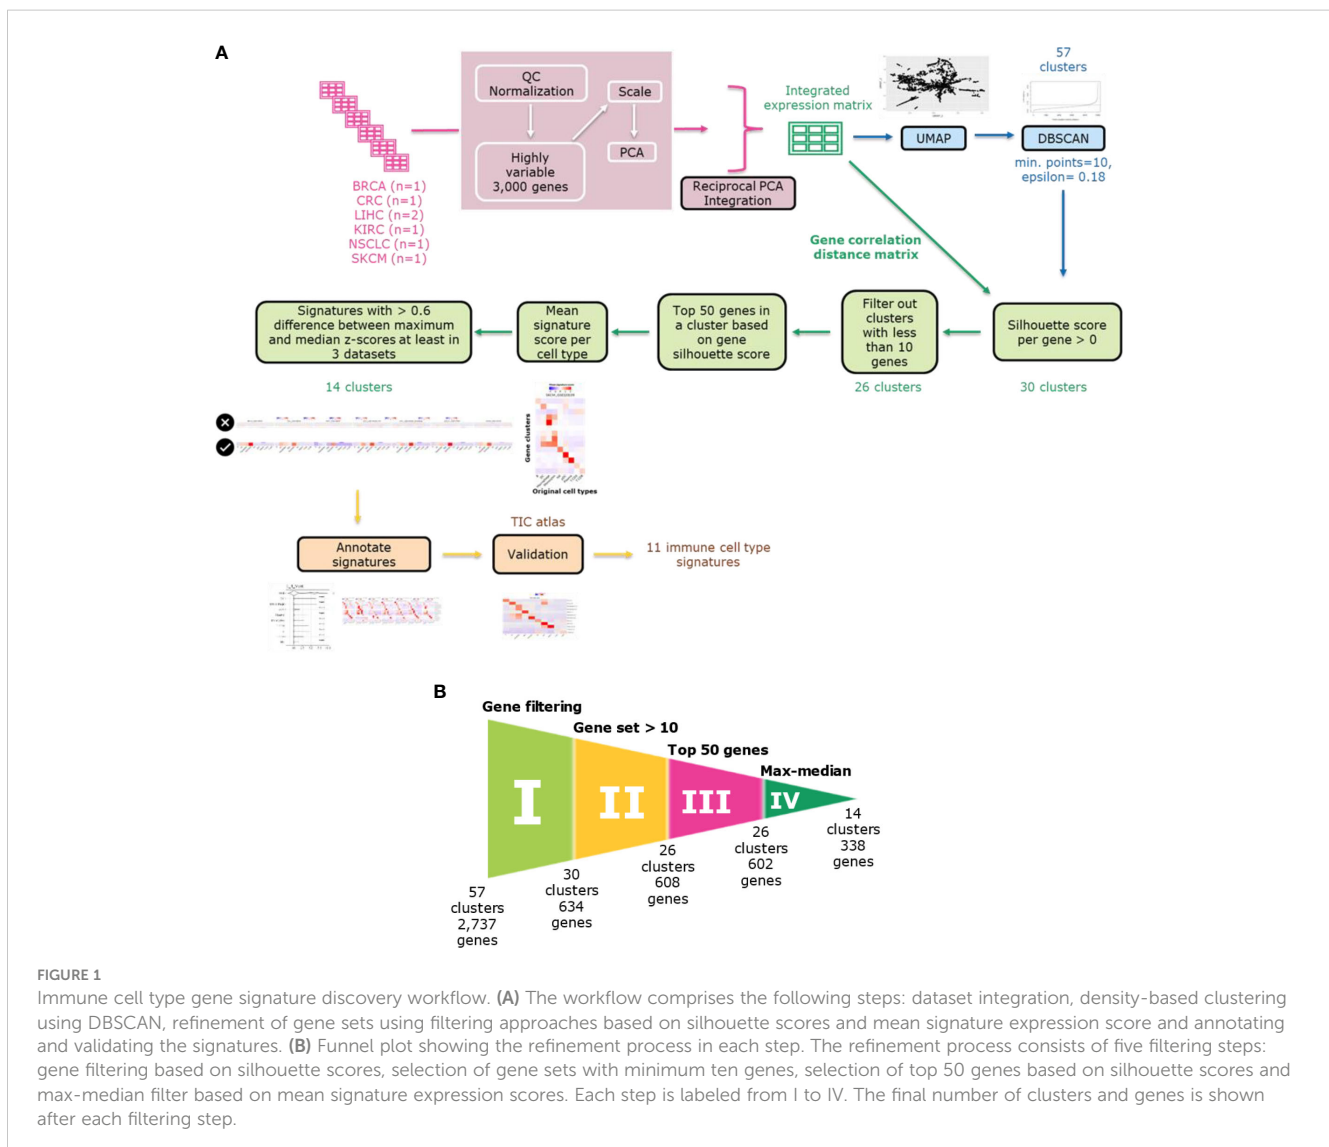 A
QC
Normalization
Highly
variable
3,000 genes
Scale
PCA
BRCA (n=1)
CRC (n=1)
LIHC (n=2)
KIRC (n=1)
NSCLC (n=1)
SKCM (n=1)
Reciprocal PCA
Integration
Integrated
expression matrix
UMAP
57
clusters
DBSCAN
min. points=10,
epsilon= 0.18
Gene correlation
distance matrix
Signatures with > 0.6
difference between maximum
and median z-scores at least in
3 datasets
Mean
signature
score per
cell type
Top 50 genes in
a cluster based
on gene
silhouette score
Filter out
clusters
with less
than 10
genes
Silhouette score
per gene > 0
14 clusters
26 clusters
30 clusters
Gene clusters
Original cell types
Annotate
signatures
TIC atlas
Validation
11 immune cell type
signatures
B
Gene filtering
Gene set > 10
Top 50 genes
Max-median
I
II
III
IV
57
clusters
2,737
genes
30
clusters
634
genes
26
clusters
608
genes
26
clusters
602
genes
14
clusters
338
genes
FIGURE 1
Immune cell type gene signature discovery workflow. (A) The workflow comprises the following steps: dataset integration, density-based clustering
using DBSCAN, refinement of gene sets using filtering approaches based on silhouette scores and mean signature expression score and annotating
and validating the signatures. (B) Funnel plot showing the refinement process in each step. The refinement process consists of five filtering steps:
gene filtering based on silhouette scores, selection of gene sets with minimum ten genes, selection of top 50 genes based on silhouette scores and
max-median filter based on mean signature expression scores. Each step is labeled from I to IV. The final number of clusters and genes is shown
after each filtering step.